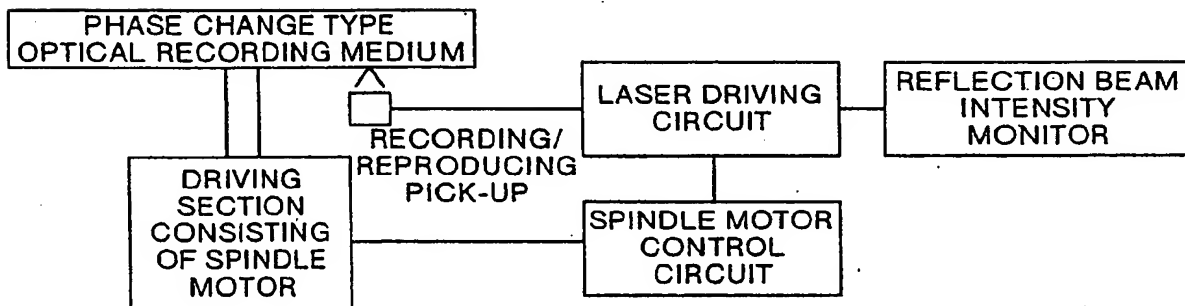 PHASE CHANGE TYPE
OPTICAL RECORDING MEDIUM
RECORDING/
REPRODUCING
PICK-UP
LASER DRIVING
CIRCUIT
REFLECTION BEAM
INTENSITY
MONITOR
DRIVING
SECTION
CONSISTING
OF SPINDLE
MOTOR
SPINDLE MOTOR
CONTROL
CIRCUIT